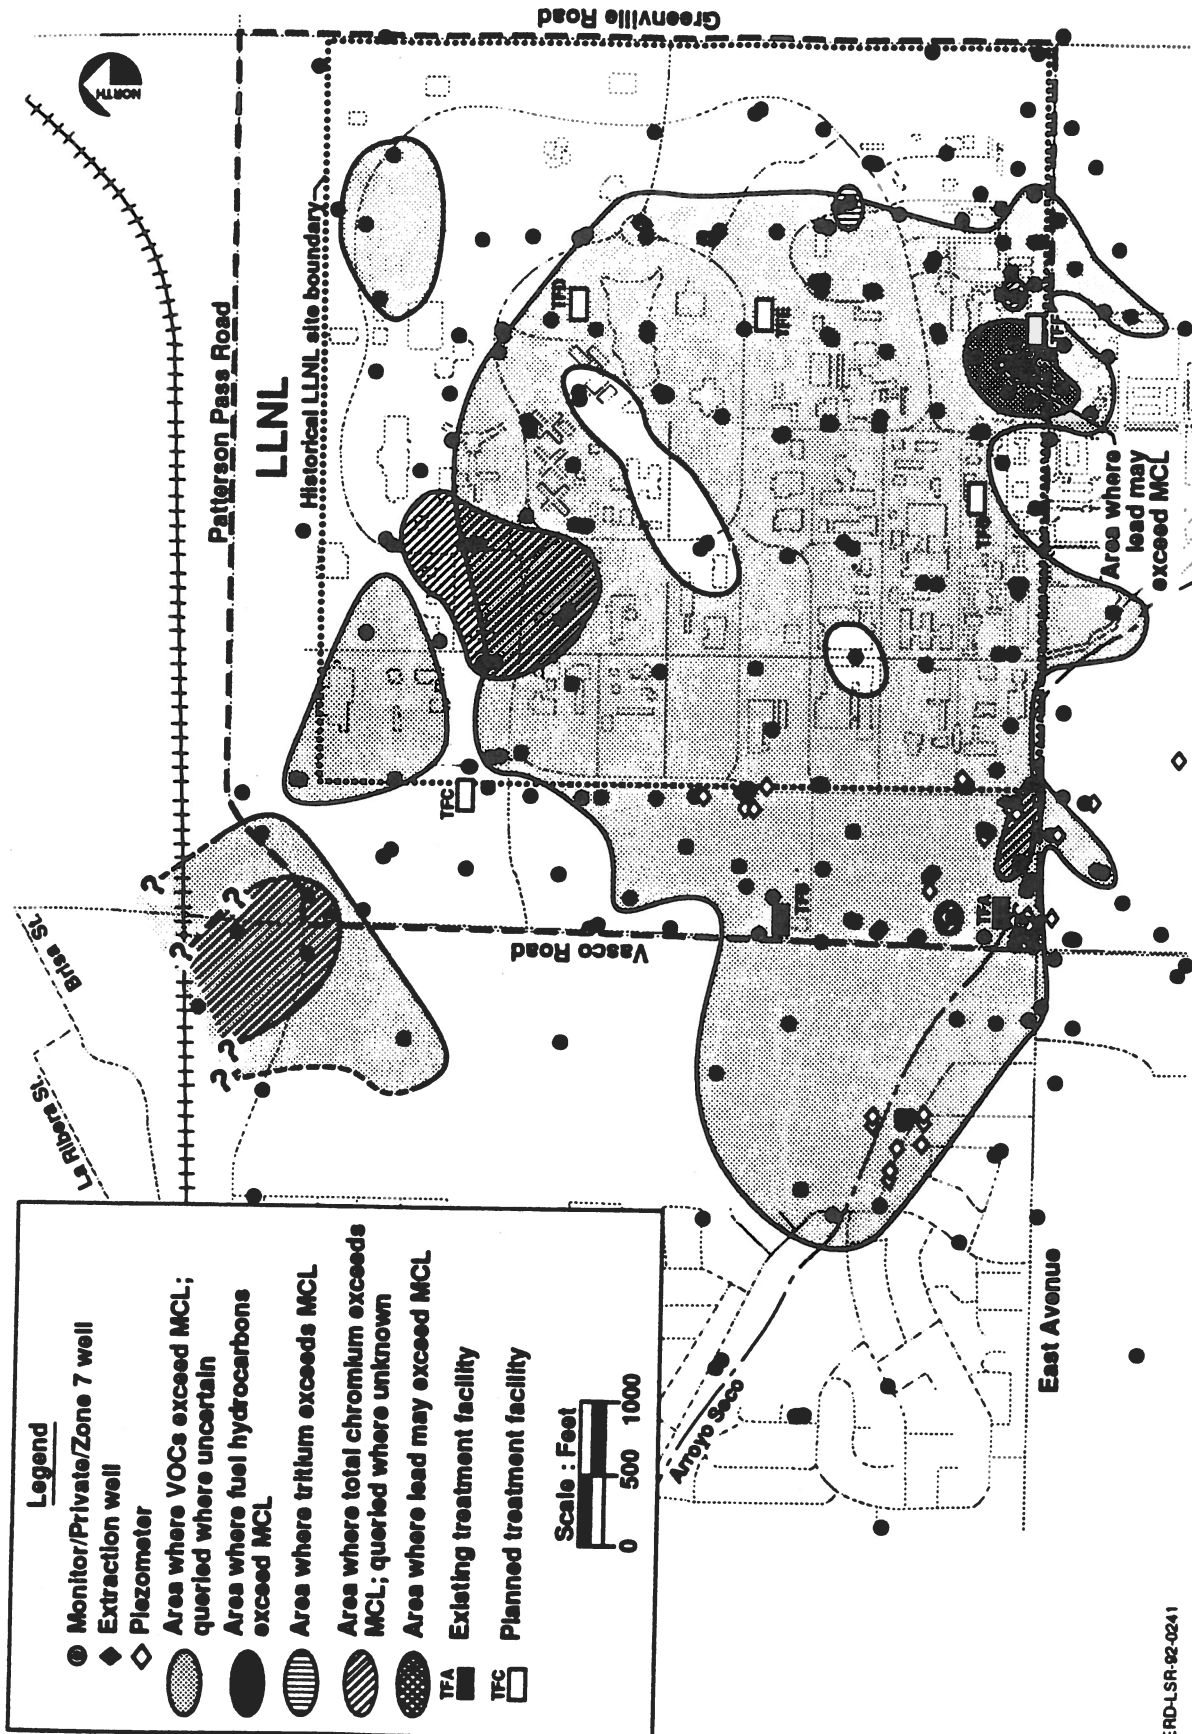 Legend
Monitor/Private/Zone 7 well
Extraction well
Piezometer
Area where VOCs exceed MCL;
queried where uncertain
Area where fuel hydrocarbons
exceed MCL
Area where tritium exceeds MCL
Area where total chromium exceeds
MCL; queried where unknown
Area where lead may exceed MCL
TFA
Existing treatment facility
TFC
Planned treatment facility
Scale : Feet
0 500 1000
La Ribera St.
Brisa St.
Patterson Pass Road
NORTH
LLNL
Historical LLNL site boundary
Greenville Road
Vasco Road
? ? ? ? ?
TFC
TFD
TFE
TFB
TFG
TFF
TFA
Area where
lead may
exceed MCL
Arroyo Seco
East Avenue
ERD-LSR-92-0241